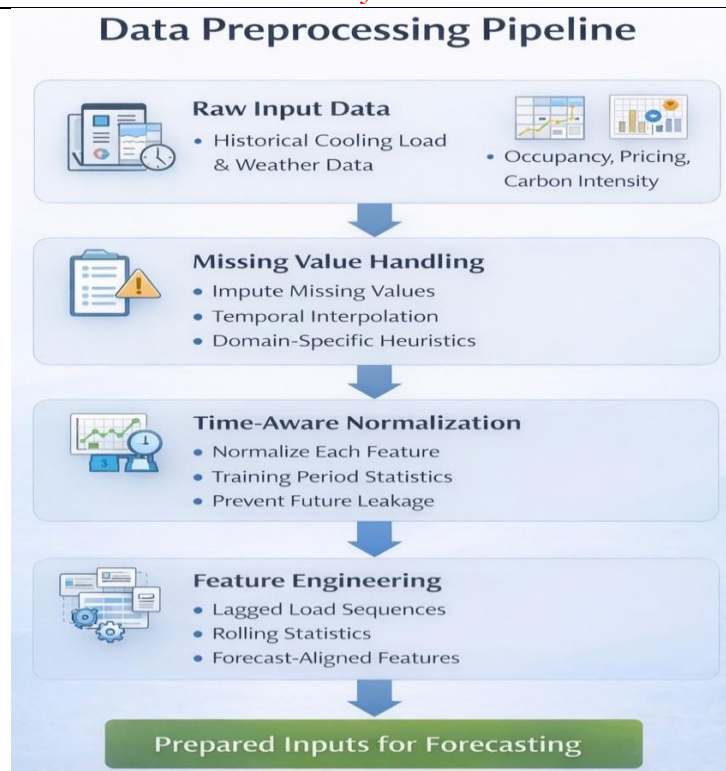 Data Preprocessing Pipeline
Raw Input Data
• Historical Cooling Load
& Weather Data
• Occupancy, Pricing,
Carbon Intensity
Missing Value Handling
• Impute Missing Values
• Temporal Interpolation
• Domain-Specific Heuristics
Time-Aware Normalization
• Normalize Each Feature
• Training Period Statistics
• Prevent Future Leakage
Feature Engineering
• Lagged Load Sequences
• Rolling Statistics
• Forecast-Aligned Features
Prepared Inputs for Forecasting